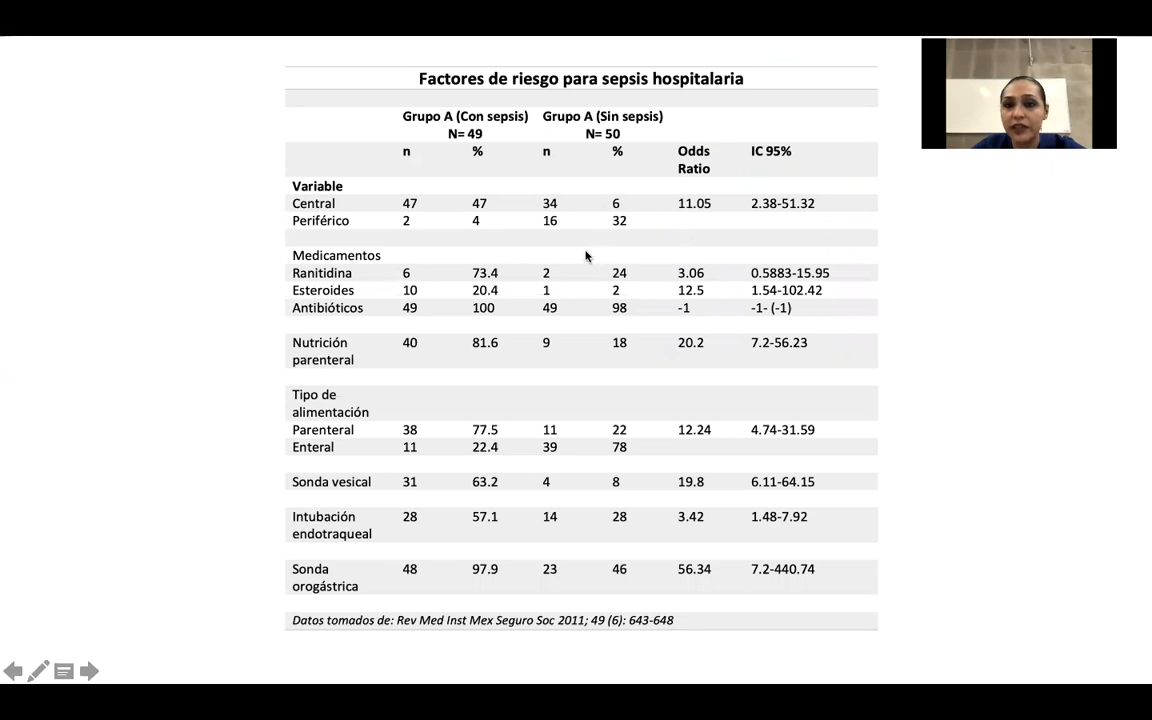 Factores de riesgo para sepsis hospitalaria
Grupo A (Con sepsis) Grupo A (Sin sepsis)
N= 49 N= 50
n % n % Odds IC 95%
Ratio
Variable
Central 47 47 34 6 11.05 2.38-51.32
Periférico 2 4 16 32
Medicamentos
Ranitidina 6 73.4 2 24 3.06 0.5883-15.95
Esteroides 10 20.4 1 2 12.5 1.54-102.42
Antibióticos 49 100 49 98 -1 -1- (-1)
Nutrición 40 81.6 9 18 20.2 7.2-56.23
parenteral
Tipo de
alimentación
Parenteral 38 77.5 11 22 12.24 4.74-31.59
Enteral 11 22.4 39 78
Sonda vesical 31 63.2 4 8 19.8 6.11-64.15
Intubación 28 57.1 14 28 3.42 1.48-7.92
endotraqueal
Sonda 48 97.9 23 46 56.34 7.2-440.74
orogástrica
Datos tomados de: Rev Med Inst Mex Seguro Soc 2011; 49 (6): 643-648